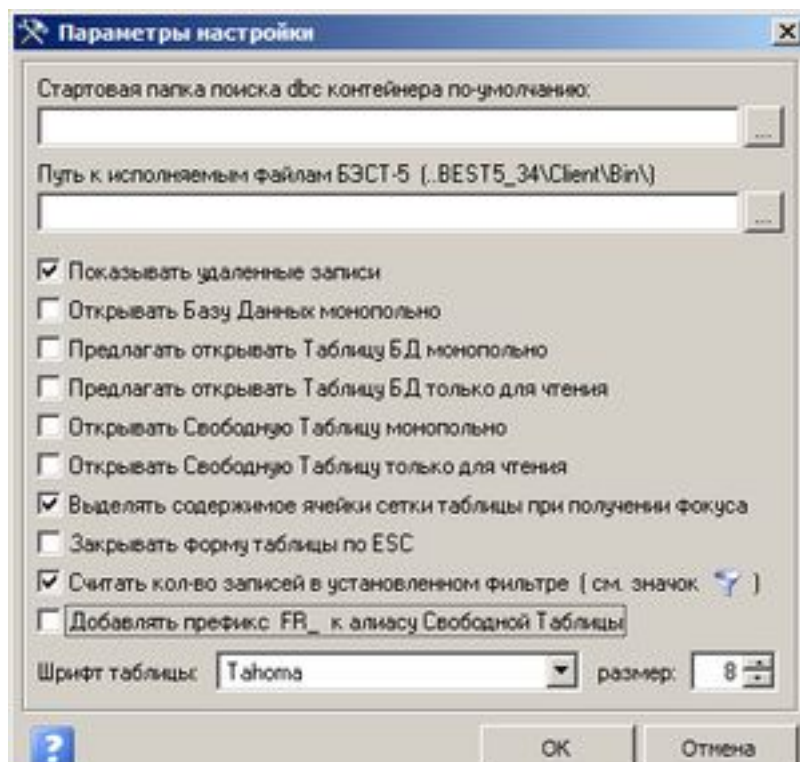 Параметры настройки
Стартовая папка поиска dbc контейнера по-умолчанию:
...
Путь к исполняемым файлам БЭСТ-5 (..BEST5_34\Client\Bin\)
...
Показывать удаленные записи
Открывать Базу Данных монопольно
Предлагать открывать Таблицу БД монопольно
Предлагать открывать Таблицу БД только для чтения
Открывать Свободную Таблицу монопольно
Открывать Свободную Таблицу только для чтения
Выделять содержимое ячейки сетки таблицы при получении фокуса
Закрывать форму таблицы по ESC
Считать кол-во записей в установленном фильтре ( см. значок )
Добавлять префикс FR_ к алиасу Свободной Таблицы
Шрифт таблицы: Tahoma размер: 8
? OK Отмена